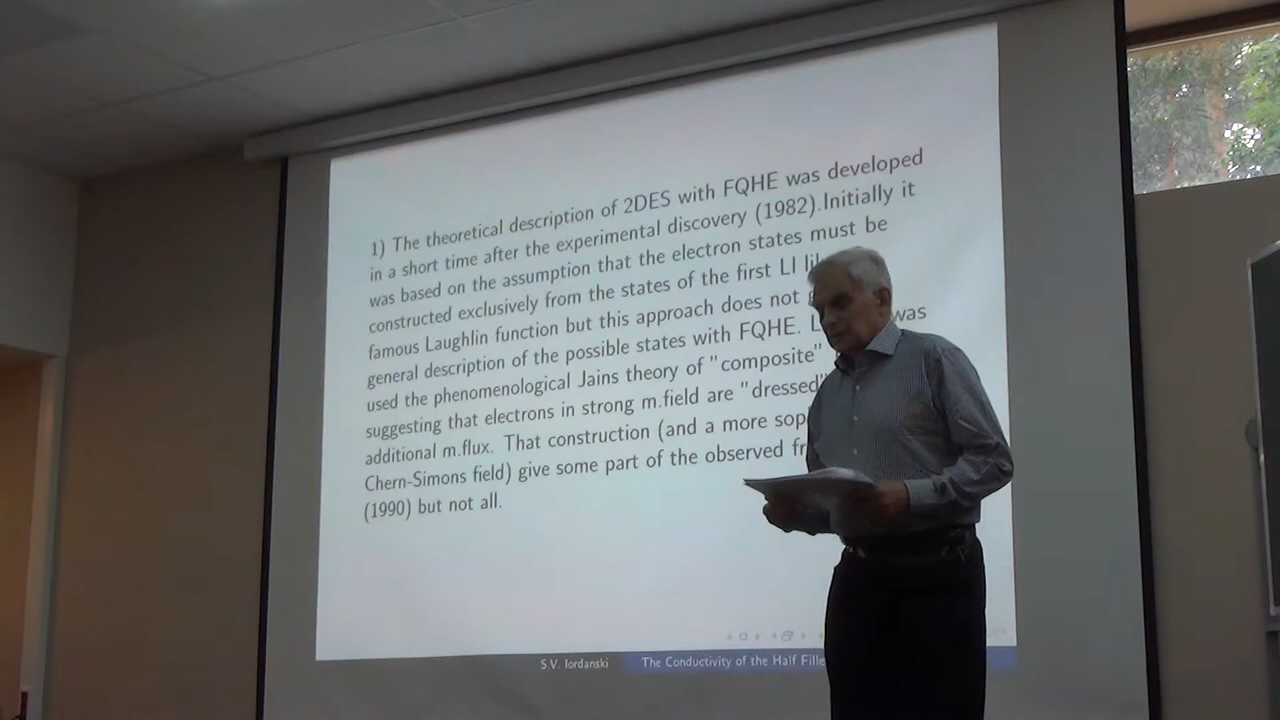 1) The theoretical description of 2DES with FQHE was developed
in a short time after the experimental discovery (1982).Initially it
was based on the assumption that the electron states must be
constructed exclusively from the states of the first Ll
famous Laughlin function but this approach does not
general description of the possible states with FQHE. was
used the phenomenological Jains theory of "composite"
suggesting that electrons in strong m.field are "dressed"
additional m.flux. That construction (and a more
Chern-Simons field) give some part of the observed
(1990) but not all.
S.V. Iordanski The Conductivity of the Half